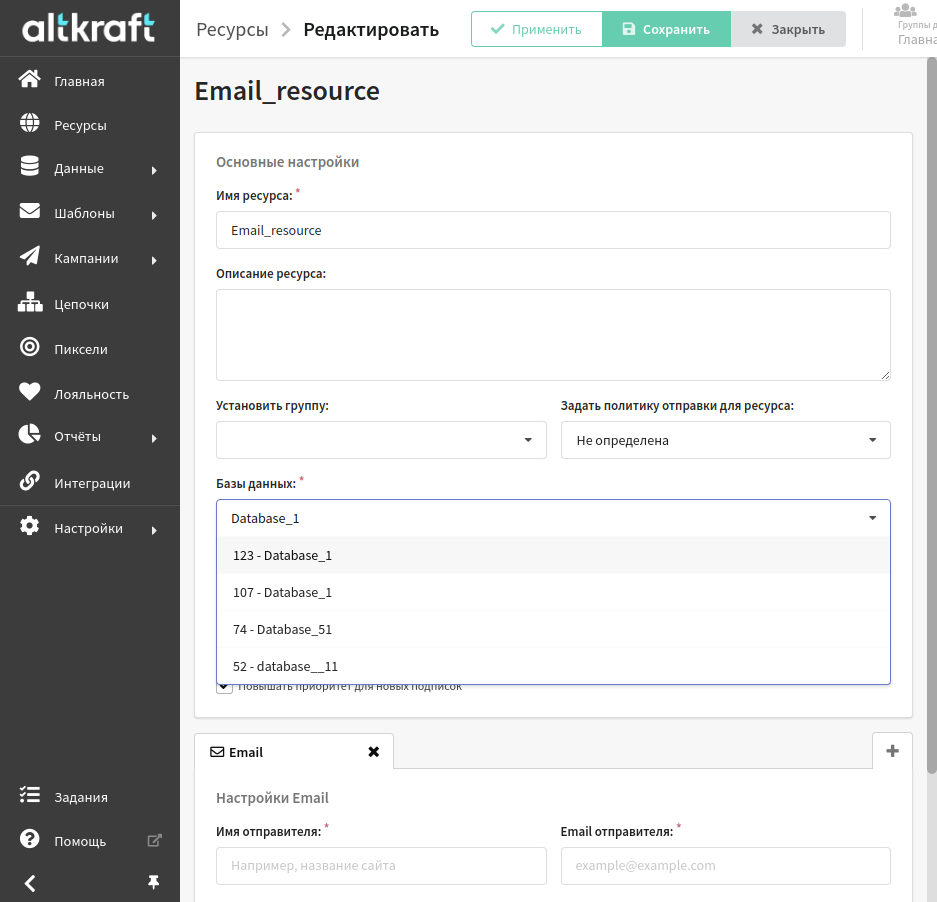 altkraft
Ресурсы Редактировать
Применить
Сохранить
Закрыть
Группы д
Главна
Главная
Ресурсы
Данные
Шаблоны
Кампании
Цепочки
Пиксели
Лояльность
Отчёты
Интеграции
Настройки
Задания
Помощь
Email_resource
Основные настройки
Имя ресурса: *
Email_resource
Описание ресурса:
Установить группу:
Задать политику отправки для ресурса:
Не определена
Базы данных: *
Database_1
123 - Database_1
107 - Database_1
74 - Database_51
52 - database__11
Повышать приоритет для новых подписок
Email
Настройки Email
Имя отправителя: *
Email отправителя: *
Например, название сайта
example@example.com